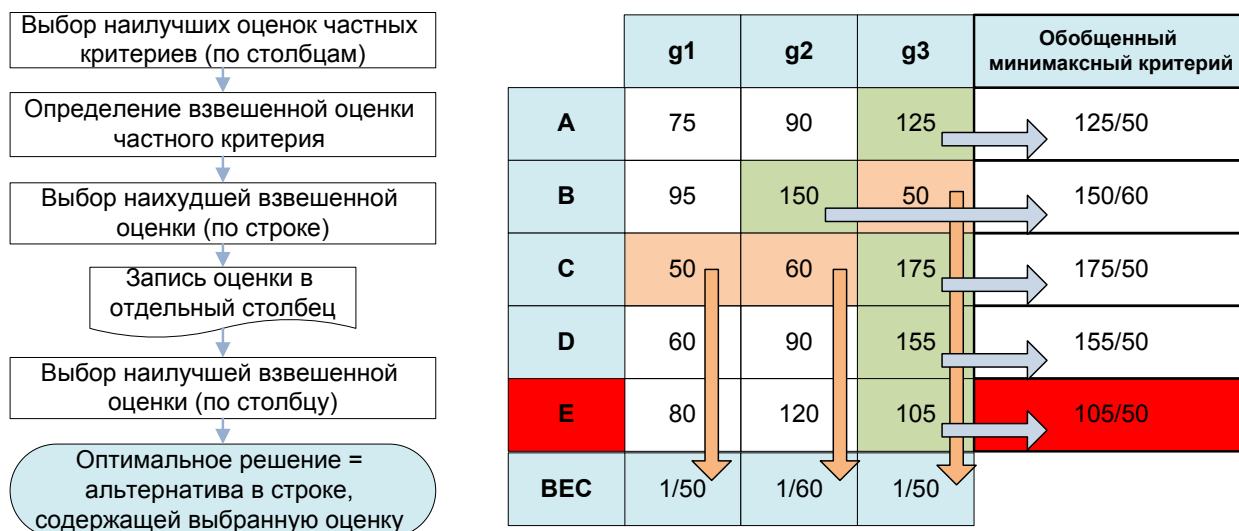 Выбор наилучших оценок частных
критериев (по столбцам)
Определение взвешенной оценки
частного критерия
Выбор наихудшей взвешенной
оценки (по строке)
Запись оценки в
отдельный столбец
Выбор наилучшей взвешенной
оценки (по столбцу)
Оптимальное решение =
альтернатива в строке,
содержащей выбранную оценку
g1 g2 g3 Обобщенный
минимаксный критерий
A 75 90 125 125/50
B 95 150 50 150/60
C 50 60 175 175/50
D 60 90 155 155/50
E 80 120 105 105/50
ВЕС 1/50 1/60 1/50